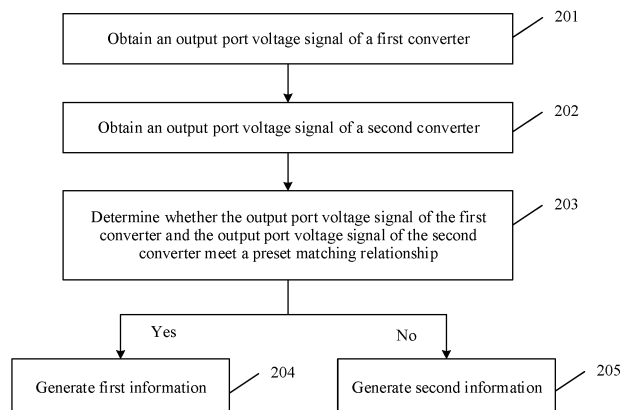 201
Obtain an output port voltage signal of a first converter
202
Obtain an output port voltage signal of a second converter
203
Determine whether the output port voltage signal of the first
converter and the output port voltage signal of the second
converter meet a preset matching relationship
Yes
No
204
Generate first information
205
Generate second information